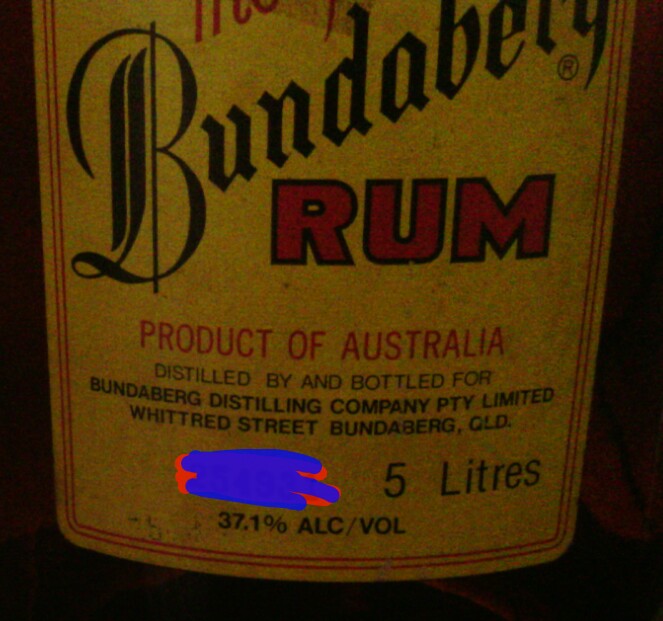 Bundaberg
®
RUM
PRODUCT OF AUSTRALIA
DISTILLED BY AND BOTTLED FOR
BUNDABERG DISTILLING COMPANY PTY LIMITED
WHITTRED STREET BUNDABERG, QLD.
5 Litres
37.1% ALC/VOL